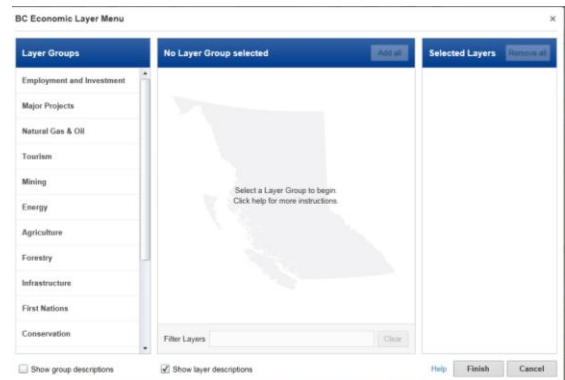 BC Economic Layer Menu
Layer Groups
No Layer Group selected
Add all
Selected Layers
Remove all
Employment and Investment
Major Projects
Natural Gas & Oil
Tourism
Mining
Energy
Agriculture
Forestry
Infrastructure
First Nations
Conservation
Select a Layer Group to begin.
Click help for more instructions.
Filter Layers
Clear
Show group descriptions
Show layer descriptions
Help
Finish
Cancel